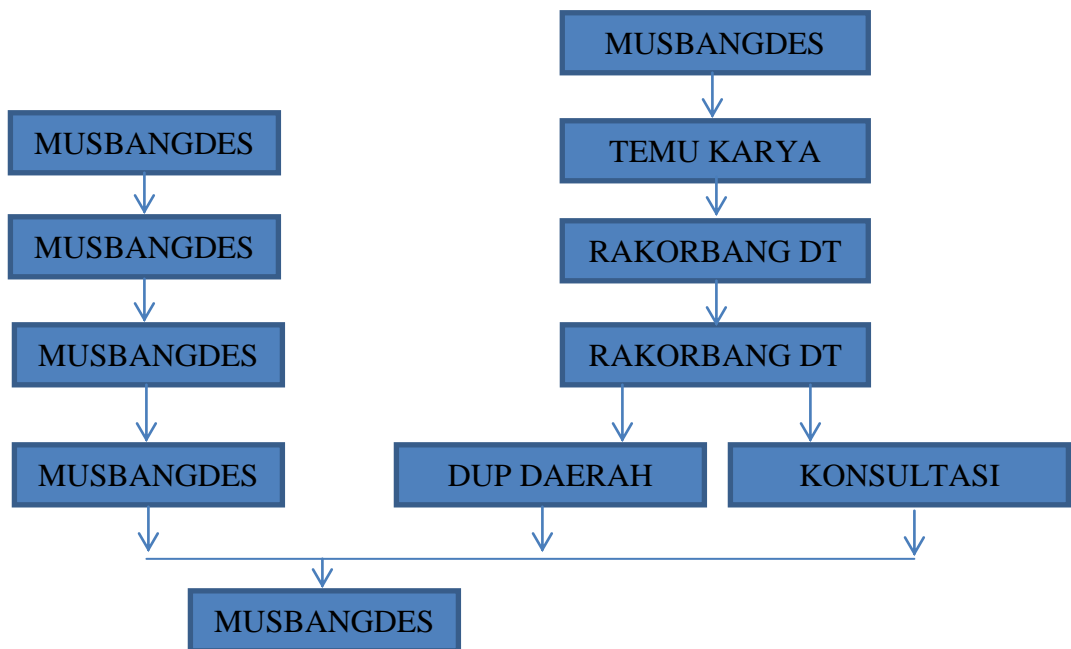 MUSBANGDES
MUSBANGDES
TEMU KARYA
MUSBANGDES
RAKORBANG DT
MUSBANGDES
RAKORBANG DT
MUSBANGDES
DUP DAERAH
KONSULTASI
MUSBANGDES